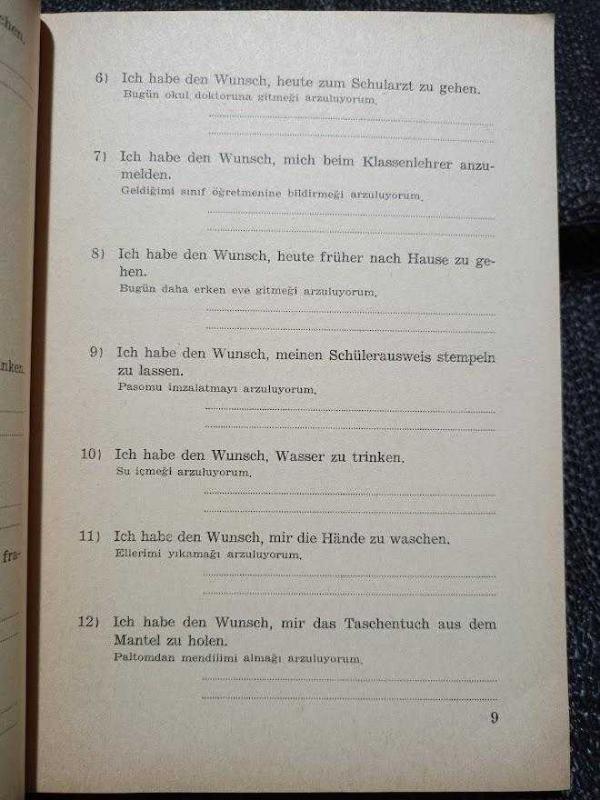 chen.
6) Ich habe den Wunsch, heute zum Schularzt zu gehen.
Bugün okul doktoruna gitmeği arzuluyorum.
7) Ich habe den Wunsch, mich beim Klassenlehrer anzu-
melden.
Geldiğimi sınıf öğretmenine bildirmeği arzuluyorum.
8) Ich habe den Wunsch, heute früher nach Hause zu ge-
hen.
Bugün daha erken eve gitmeği arzuluyorum.
9) Ich habe den Wunsch, meinen Schülerausweis stempeln
zu lassen.
Pasomu imzalatmayı arzuluyorum.
inken.
10) Ich habe den Wunsch, Wasser zu trinken.
Su içmeği arzuluyorum.
11) Ich habe den Wunsch, mir die Hände zu waschen.
Ellerimi yıkamağı arzuluyorum.
fra-
12) Ich habe den Wunsch, mir das Taschentuch aus dem
Mantel zu holen.
Paltomdan mendilimi almağı arzuluyorum.
9